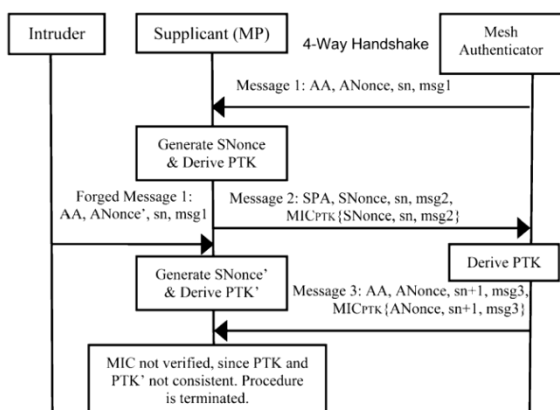 Intruder
Supplicant (MP)
4-Way Handshake
Mesh
Authenticator
Message 1: AA, ANonce, sn, msg1
Generate SNonce
& Derive PTK
Forged Message 1:
AA, ANonce', sn, msg1
Message 2: SPA, SNonce, sn, msg2,
MICPTK{SNonce, sn, msg2}
Derive PTK
Generate SNonce'
& Derive PTK'
Message 3: AA, ANonce, sn+1, msg3,
MICPTK{ANonce, sn+1, msg3}
MIC not verified, since PTK and
PTK' not consistent. Procedure
is terminated.